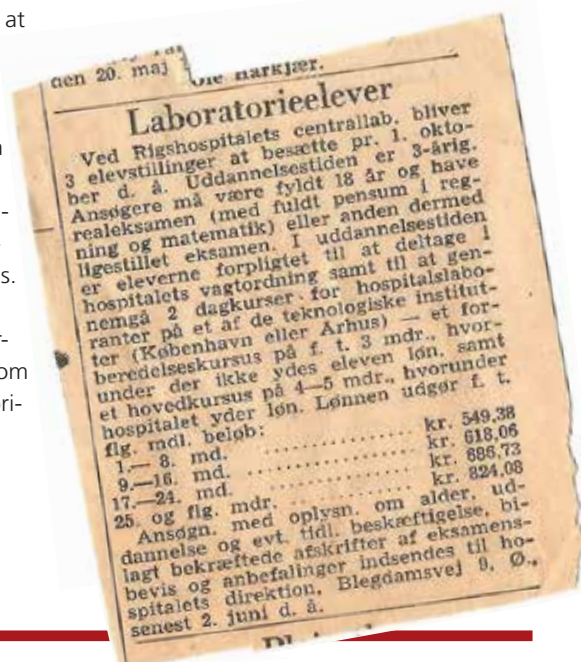 at
-
s.
r-
om
ri-
den 20. maj
Ole Harkjær.
Laboratorieelever
Ved Rigshospitalets centrallab. bliver
3 elevstillinger at besætte pr. 1. okto-
ber d. å. Uddannelsestiden er 3-årig.
Ansøgere må være fyldt 18 år og have
realeksamen (med fuldt pensum i reg-
ning og matematik) eller anden dermed
ligestillet eksamen. I uddannelsestiden
er eleverne forpligtet til at deltage i
hospitalets vagtordning samt til at gen-
nemgå 2 dagkurser for hospitalslabo-
ranter på et af de teknologiske institut-
ter (København eller Arhus) — et for-
beredelseskursus på f. t. 3 mdr., hvor-
under der ikke ydes eleven løn, samt
et hovedkursus på 4—5 mdr., hvorunder
hospitalet yder løn. Lønnen udgør f. t.
flg. mdl. beløb:
1.— 8. md. ............ kr. 549,38
9.—16. md. ............ kr. 618,06
17.—24. md. ............ kr. 686,73
25. og flg. mdr. ............ kr. 824,08
Ansøgn. med oplysn. om alder, ud-
dannelse og evt. tidl. beskæftigelse, bi-
lagt bekræftede afskrifter af eksamens-
bevis og anbefalinger indsendes til ho-
spitalets direktion, Blegdamsvej 9, Ø.,
senest 2. juni d. å.